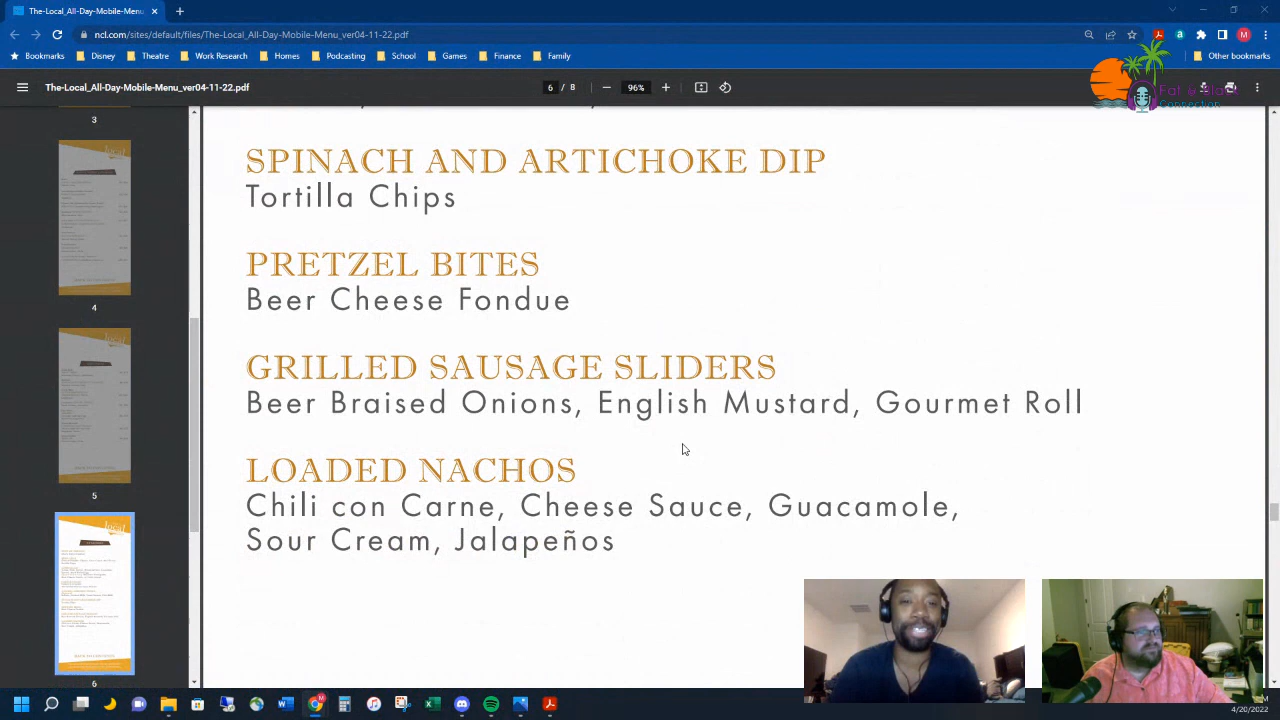 The-Local_All-Day-Mobile-Menu
ncl.com/sites/default/files/The-Local_All-Day-Mobile-Menu_ver04-11-22.pdf
Bookmarks Disney Theatre Work Research Homes Podcasting School Games Finance Family Other bookmarks
The-Local_All-Day-Mobile-Menu_ver04-11-22.pdf 6 / 8 96%
Fat & Black
Connection
3
4
5
6
local
SPINACH AND ARTICHOKE DIP
Tortilla Chips
PRETZEL BITES
Beer Cheese Fondue
GRILLED SAUSAGE SLIDERS
Beer Braised Onions, English Mustard, Gourmet Roll
LOADED NACHOS
Chili con Carne, Cheese Sauce, Guacamole,
Sour Cream, Jalapeños
4/20/2022